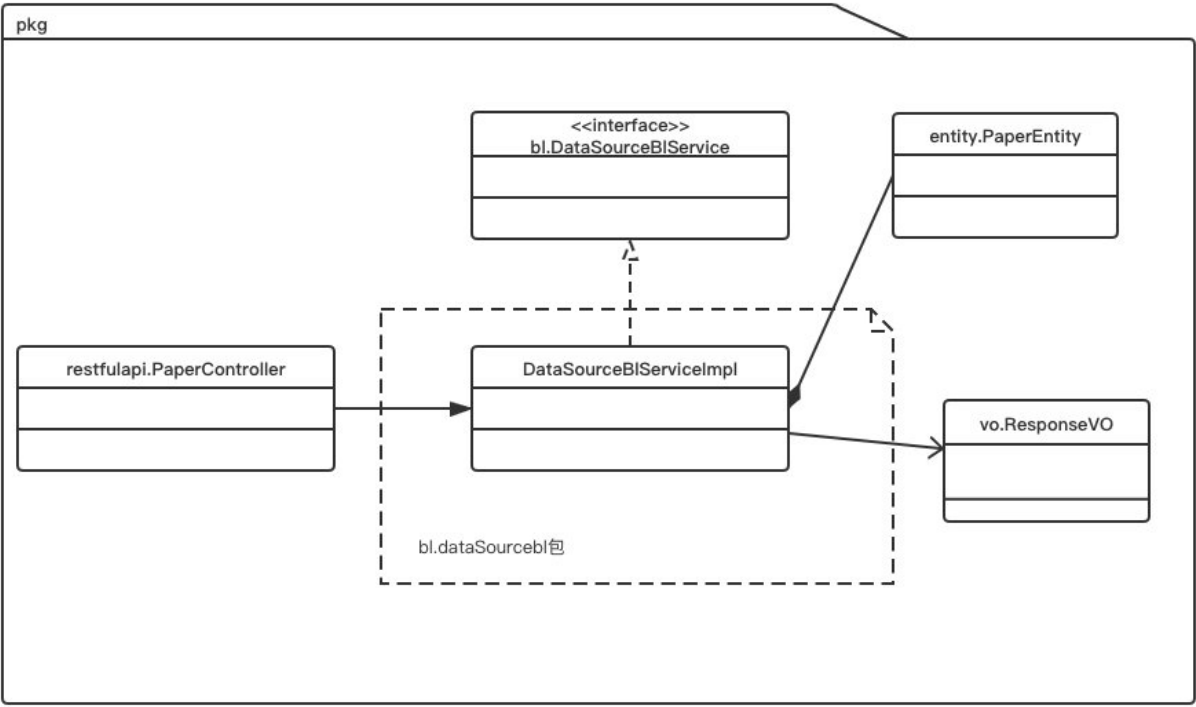 pkg
<<interface>>
bl.DataSourceBlService
entity.PaperEntity
restfulapi.PaperController
DataSourceBlServiceImpl
vo.ResponseVO
bl.dataSourcebl包